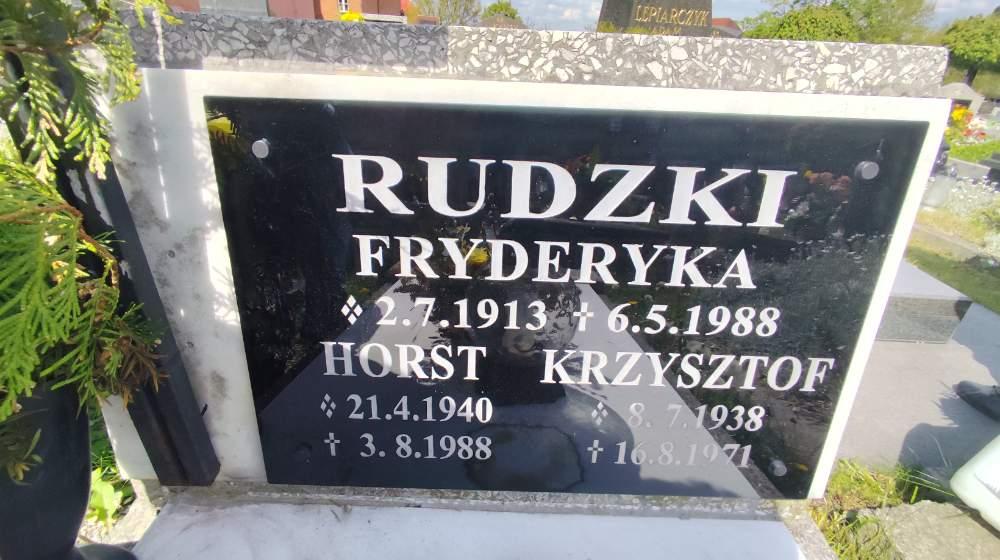 LEPIARCZYK
RUDZKI
FRYDERYKA
❖ 2.7.1913 † 6.5.1988
HORST KRZYSZTOF
❖ 21.4.1940 ❖ 8.7.1938
† 3.8.1988 † 16.8.1971